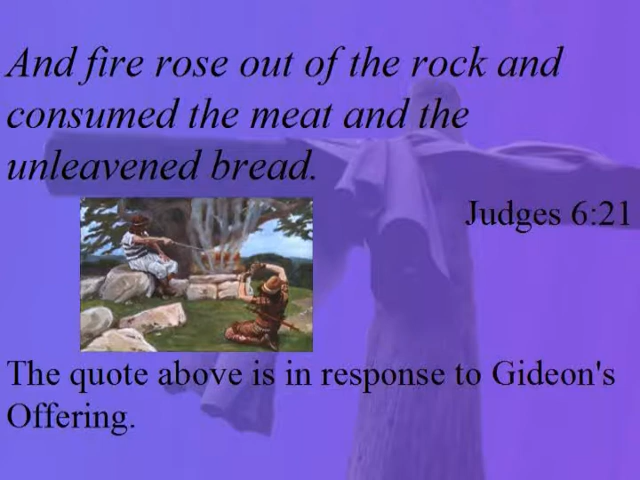 And fire rose out of the rock and
consumed the meat and the
unleavened bread.
Judges 6:21
The quote above is in response to Gideon's
Offering.